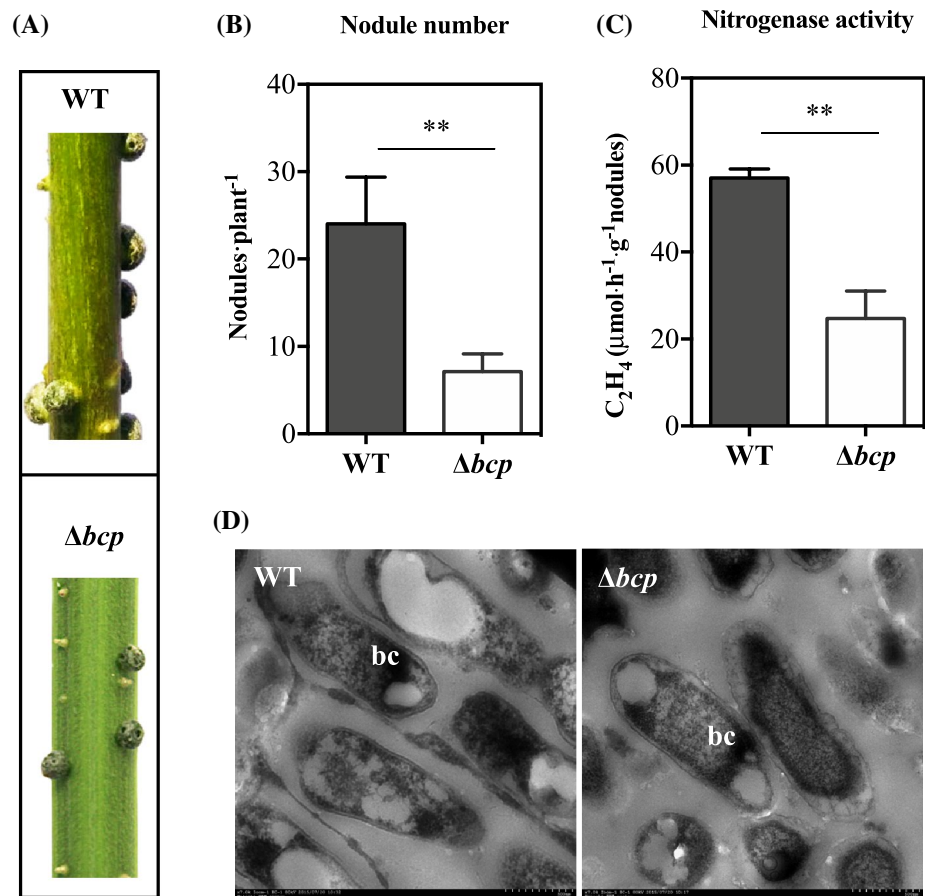 (A)
WT
Δbcp
(B)
Nodule number
Nodules·plant⁻¹
40
30
20
10
0
**
WT
Δbcp
(C)
Nitrogenase activity
C₂H₄ (μmol·h⁻¹·g⁻¹nodules)
80
60
40
20
0
**
WT
Δbcp
(D)
WT
bc
Δbcp
bc